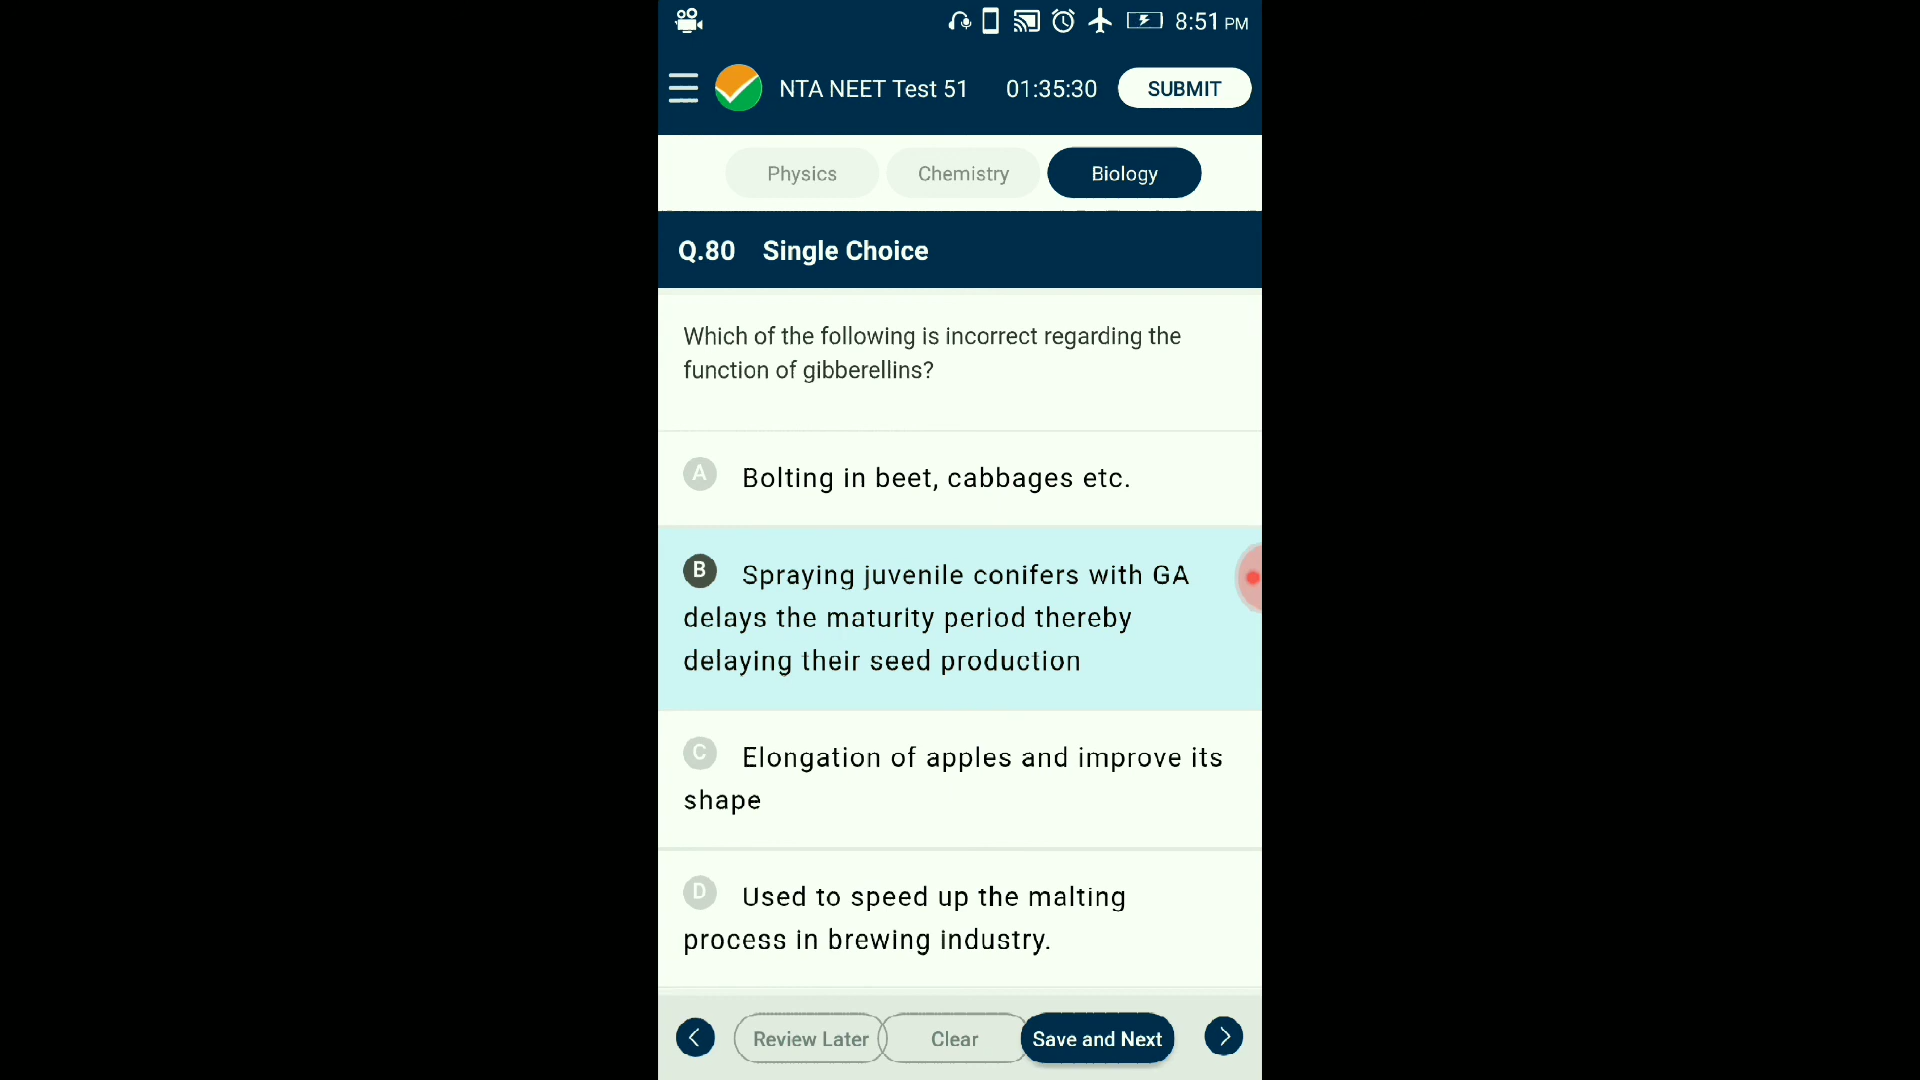 8:51 PM
NTA NEET Test 51 01:35:30 SUBMIT
Physics Chemistry Biology
Q.80 Single Choice
Which of the following is incorrect regarding the
function of gibberellins?
A Bolting in beet, cabbages etc.
B Spraying juvenile conifers with GA
delays the maturity period thereby
delaying their seed production
C Elongation of apples and improve its
shape
D Used to speed up the malting
process in brewing industry.
Review Later Clear Save and Next